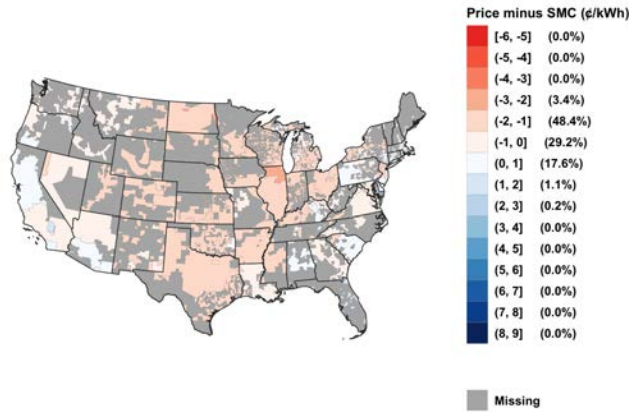 Price minus SMC (¢/kWh)
[-6, -5] (0.0%)
(-5, -4] (0.0%)
(-4, -3] (0.0%)
(-3, -2] (3.4%)
(-2, -1] (48.4%)
(-1, 0] (29.2%)
(0, 1] (17.6%)
(1, 2] (1.1%)
(2, 3] (0.2%)
(3, 4] (0.0%)
(4, 5] (0.0%)
(5, 6] (0.0%)
(6, 7] (0.0%)
(7, 8] (0.0%)
(8, 9] (0.0%)
Missing